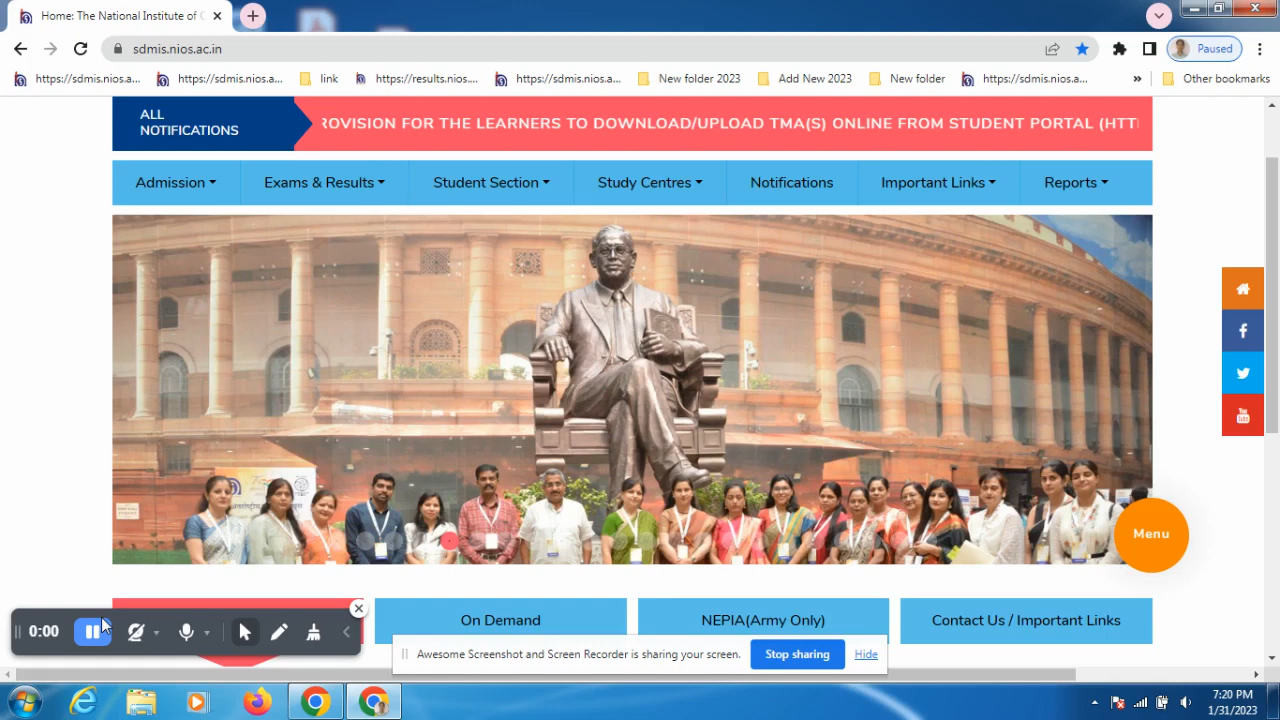 Home: The National Institute of O
sdmis.nios.ac.in
Paused
https://sdmis.nios.a...
https://sdmis.nios.a...
link
https://results.nios....
https://sdmis.nios.a...
New folder 2023
Add New 2023
New folder
https://sdmis.nios.a...
»
Other bookmarks
ALL
NOTIFICATIONS
ROVISION FOR THE LEARNERS TO DOWNLOAD/UPLOAD TMA(S) ONLINE FROM STUDENT PORTAL (HTT
Admission
Exams & Results
Student Section
Study Centres
Notifications
Important Links
Reports
You
Tube
Menu
On Demand
NEPIA(Army Only)
Contact Us / Important Links
0:00
Awesome Screenshot and Screen Recorder is sharing your screen.
Stop sharing
Hide
7:20 PM
1/31/2023